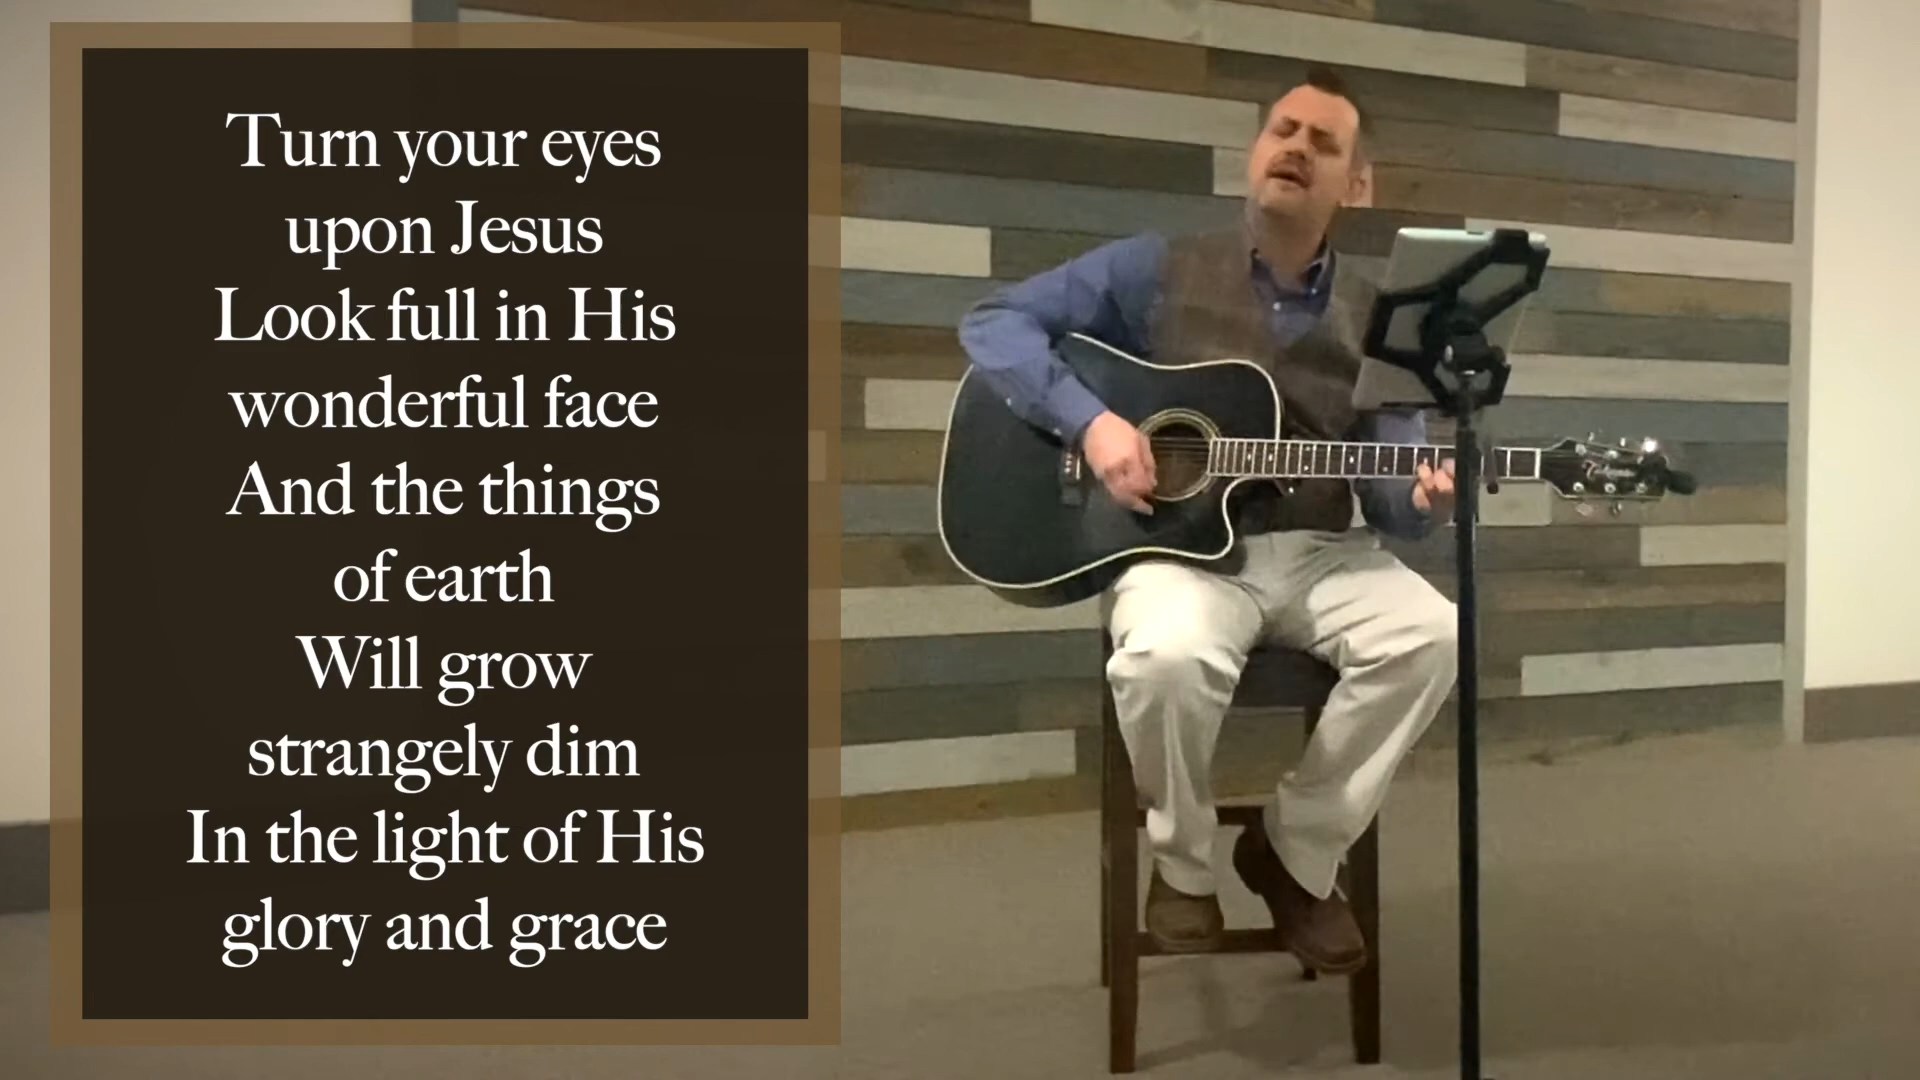 Turn your eyes
upon Jesus
Look full in His
wonderful face
And the things
of earth
Will grow
strangely dim
In the light of His
glory and grace